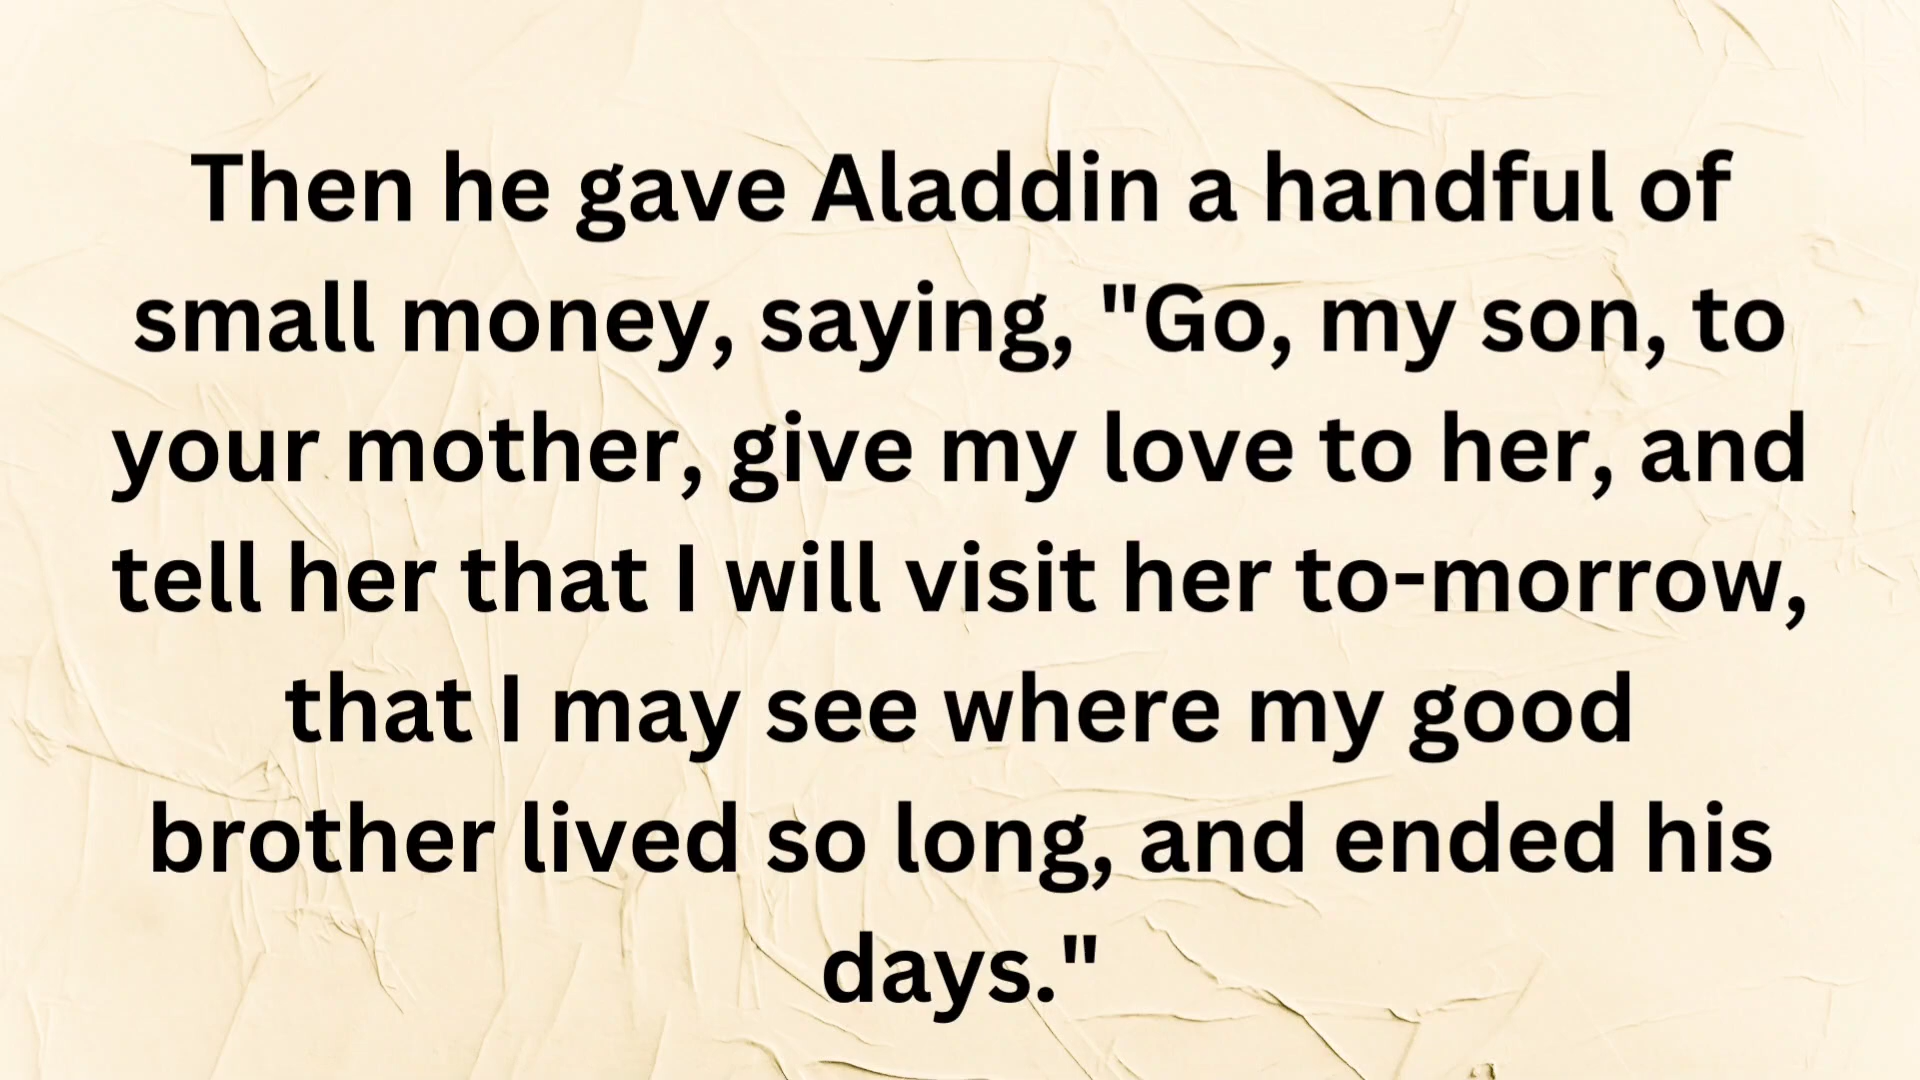 Then he gave Aladdin a handful of
small money, saying, "Go, my son, to
your mother, give my love to her, and
tell her that I will visit her to-morrow,
that I may see where my good
brother lived so long, and ended his
days."